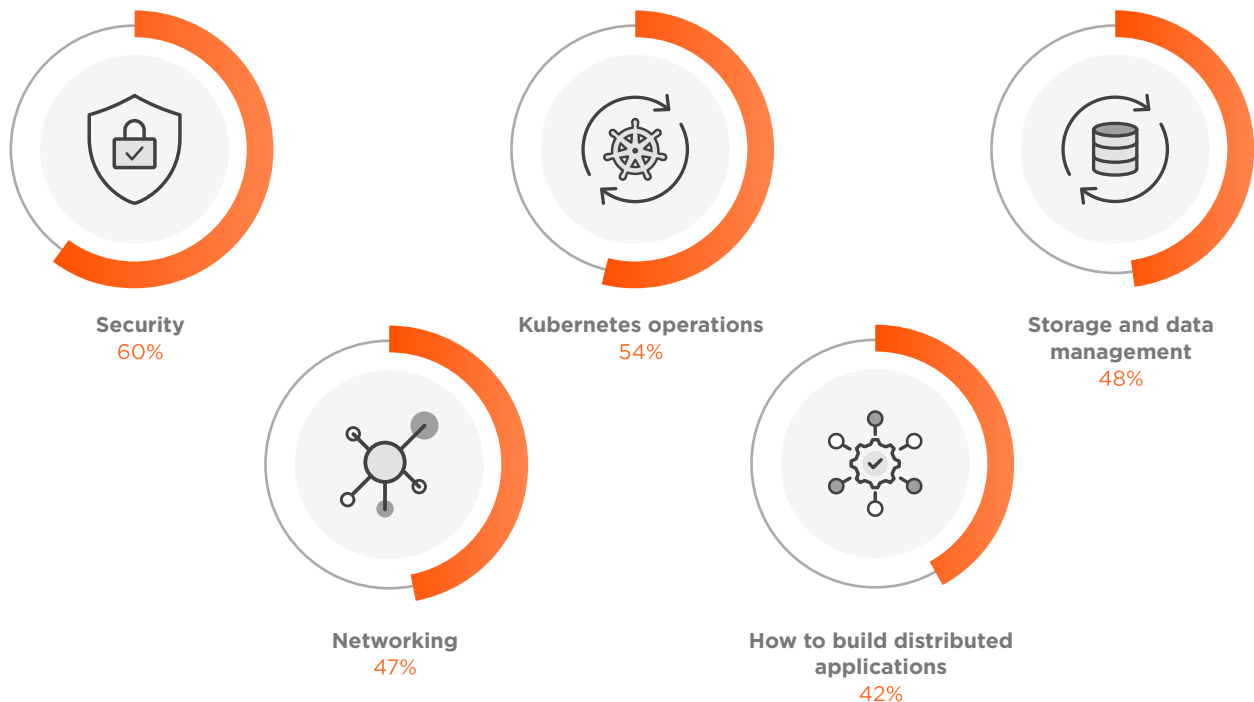 Security
60%
Kubernetes operations
54%
Storage and data
management
48%
Networking
47%
How to build distributed
applications
42%